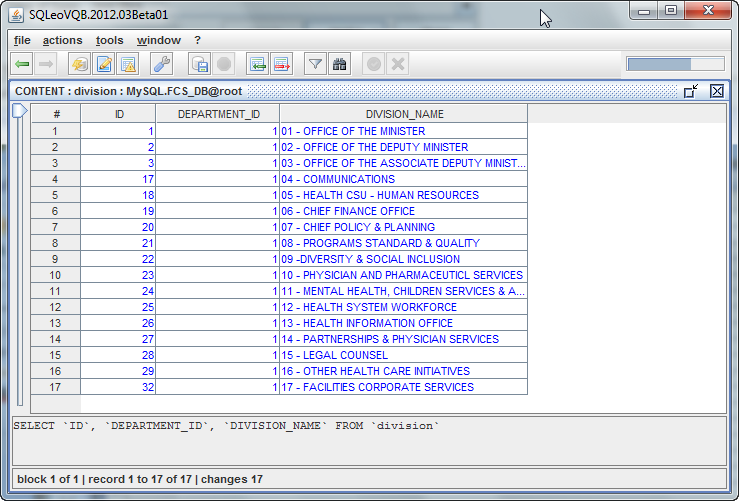 SQLeoVQB.2012.03Beta01
file actions tools window ?
CONTENT : division : MySQL.FCS_DB@root
# ID DEPARTMENT_ID DIVISION_NAME
1 1 1 01 - OFFICE OF THE MINISTER
2 2 1 02 - OFFICE OF THE DEPUTY MINISTER
3 3 1 03 - OFFICE OF THE ASSOCIATE DEPUTY MINIST...
4 17 1 04 - COMMUNICATIONS
5 18 1 05 - HEALTH CSU - HUMAN RESOURCES
6 19 1 06 - CHIEF FINANCE OFFICE
7 20 1 07 - CHIEF POLICY & PLANNING
8 21 1 08 - PROGRAMS STANDARD & QUALITY
9 22 1 09 -DIVERSITY & SOCIAL INCLUSION
10 23 1 10 - PHYSICIAN AND PHARMACEUTICL SERVICES
11 24 1 11 - MENTAL HEALTH, CHILDREN SERVICES & A...
12 25 1 12 - HEALTH SYSTEM WORKFORCE
13 26 1 13 - HEALTH INFORMATION OFFICE
14 27 1 14 - PARTNERSHIPS & PHYSICIAN SERVICES
15 28 1 15 - LEGAL COUNSEL
16 29 1 16 - OTHER HEALTH CARE INITIATIVES
17 32 1 17 - FACILITIES CORPORATE SERVICES
SELECT `ID`, `DEPARTMENT_ID`, `DIVISION_NAME` FROM `division`
block 1 of 1 | record 1 to 17 of 17 | changes 17